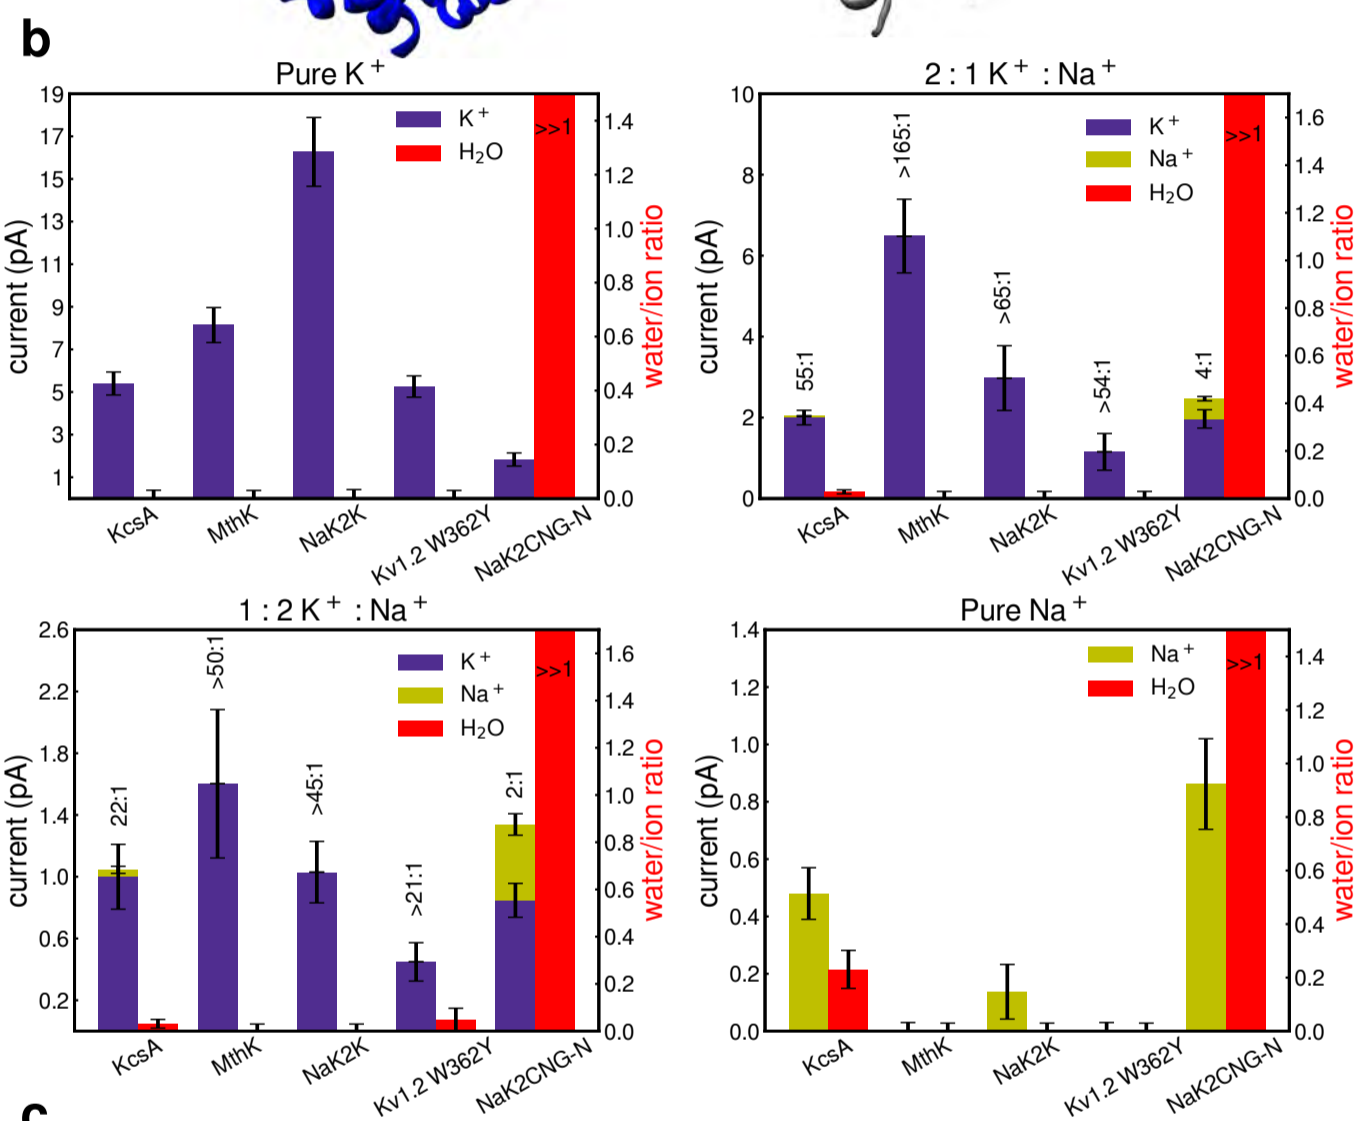 b
Pure K⁺
19
17
15
13
11
9
7
5
3
1
current (pA)
K⁺
H₂O
>>1
1.4
1.2
1.0
0.8
0.6
0.4
0.2
0.0
water/ion ratio
KcsA
MthK
NaK2K
Kv1.2 W362Y
NaK2CNG-N
2 : 1 K⁺ : Na⁺
10
8
6
4
2
0
current (pA)
55:1
>165:1
>65:1
>54:1
4:1
K⁺
Na⁺
H₂O
>>1
1.6
1.4
1.2
1.0
0.8
0.6
0.4
0.2
0.0
water/ion ratio
KcsA
MthK
NaK2K
Kv1.2 W362Y
NaK2CNG-N
1 : 2 K⁺ : Na⁺
2.6
2.2
1.8
1.4
1.0
0.6
0.2
current (pA)
22:1
>50:1
>45:1
>21:1
2:1
K⁺
Na⁺
H₂O
>>1
1.6
1.4
1.2
1.0
0.8
0.6
0.4
0.2
0.0
water/ion ratio
KcsA
MthK
NaK2K
Kv1.2 W362Y
NaK2CNG-N
Pure Na⁺
1.4
1.2
1.0
0.8
0.6
0.4
0.2
0.0
current (pA)
Na⁺
H₂O
>>1
1.4
1.2
1.0
0.8
0.6
0.4
0.2
0.0
water/ion ratio
KcsA
MthK
NaK2K
Kv1.2 W362Y
NaK2CNG-N
c